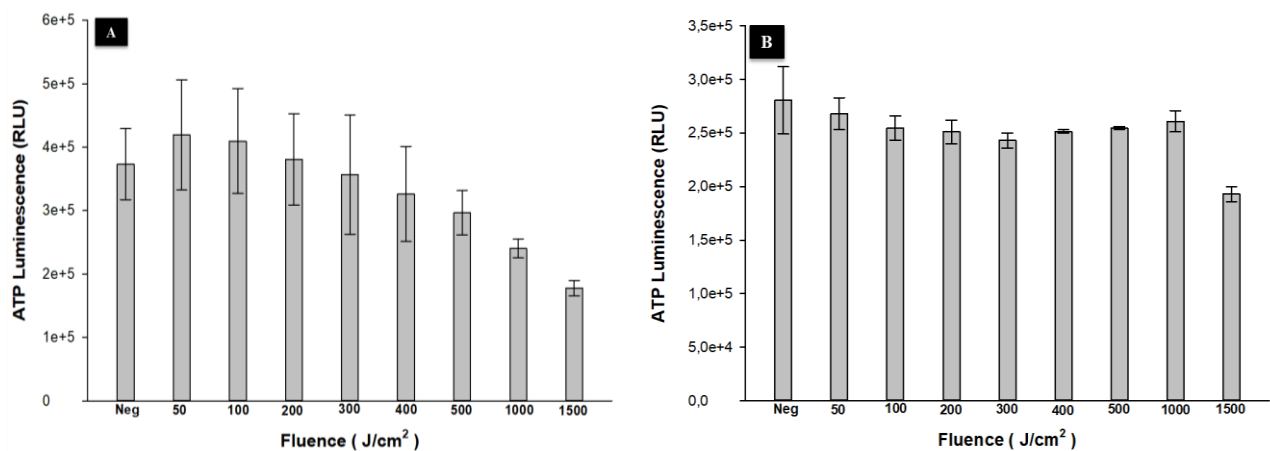 A
ATP Luminescence (RLU)
6e+5
5e+5
4e+5
3e+5
2e+5
1e+5
0
Neg 50 100 200 300 400 500 1000 1500
Fluence ( J/cm²)
B
ATP Luminescence (RLU)
3,5e+5
3,0e+5
2,5e+5
2,0e+5
1,5e+5
1,0e+5
5,0e+4
0,0
Neg 50 100 200 300 400 500 1000 1500
Fluence ( J/cm²)